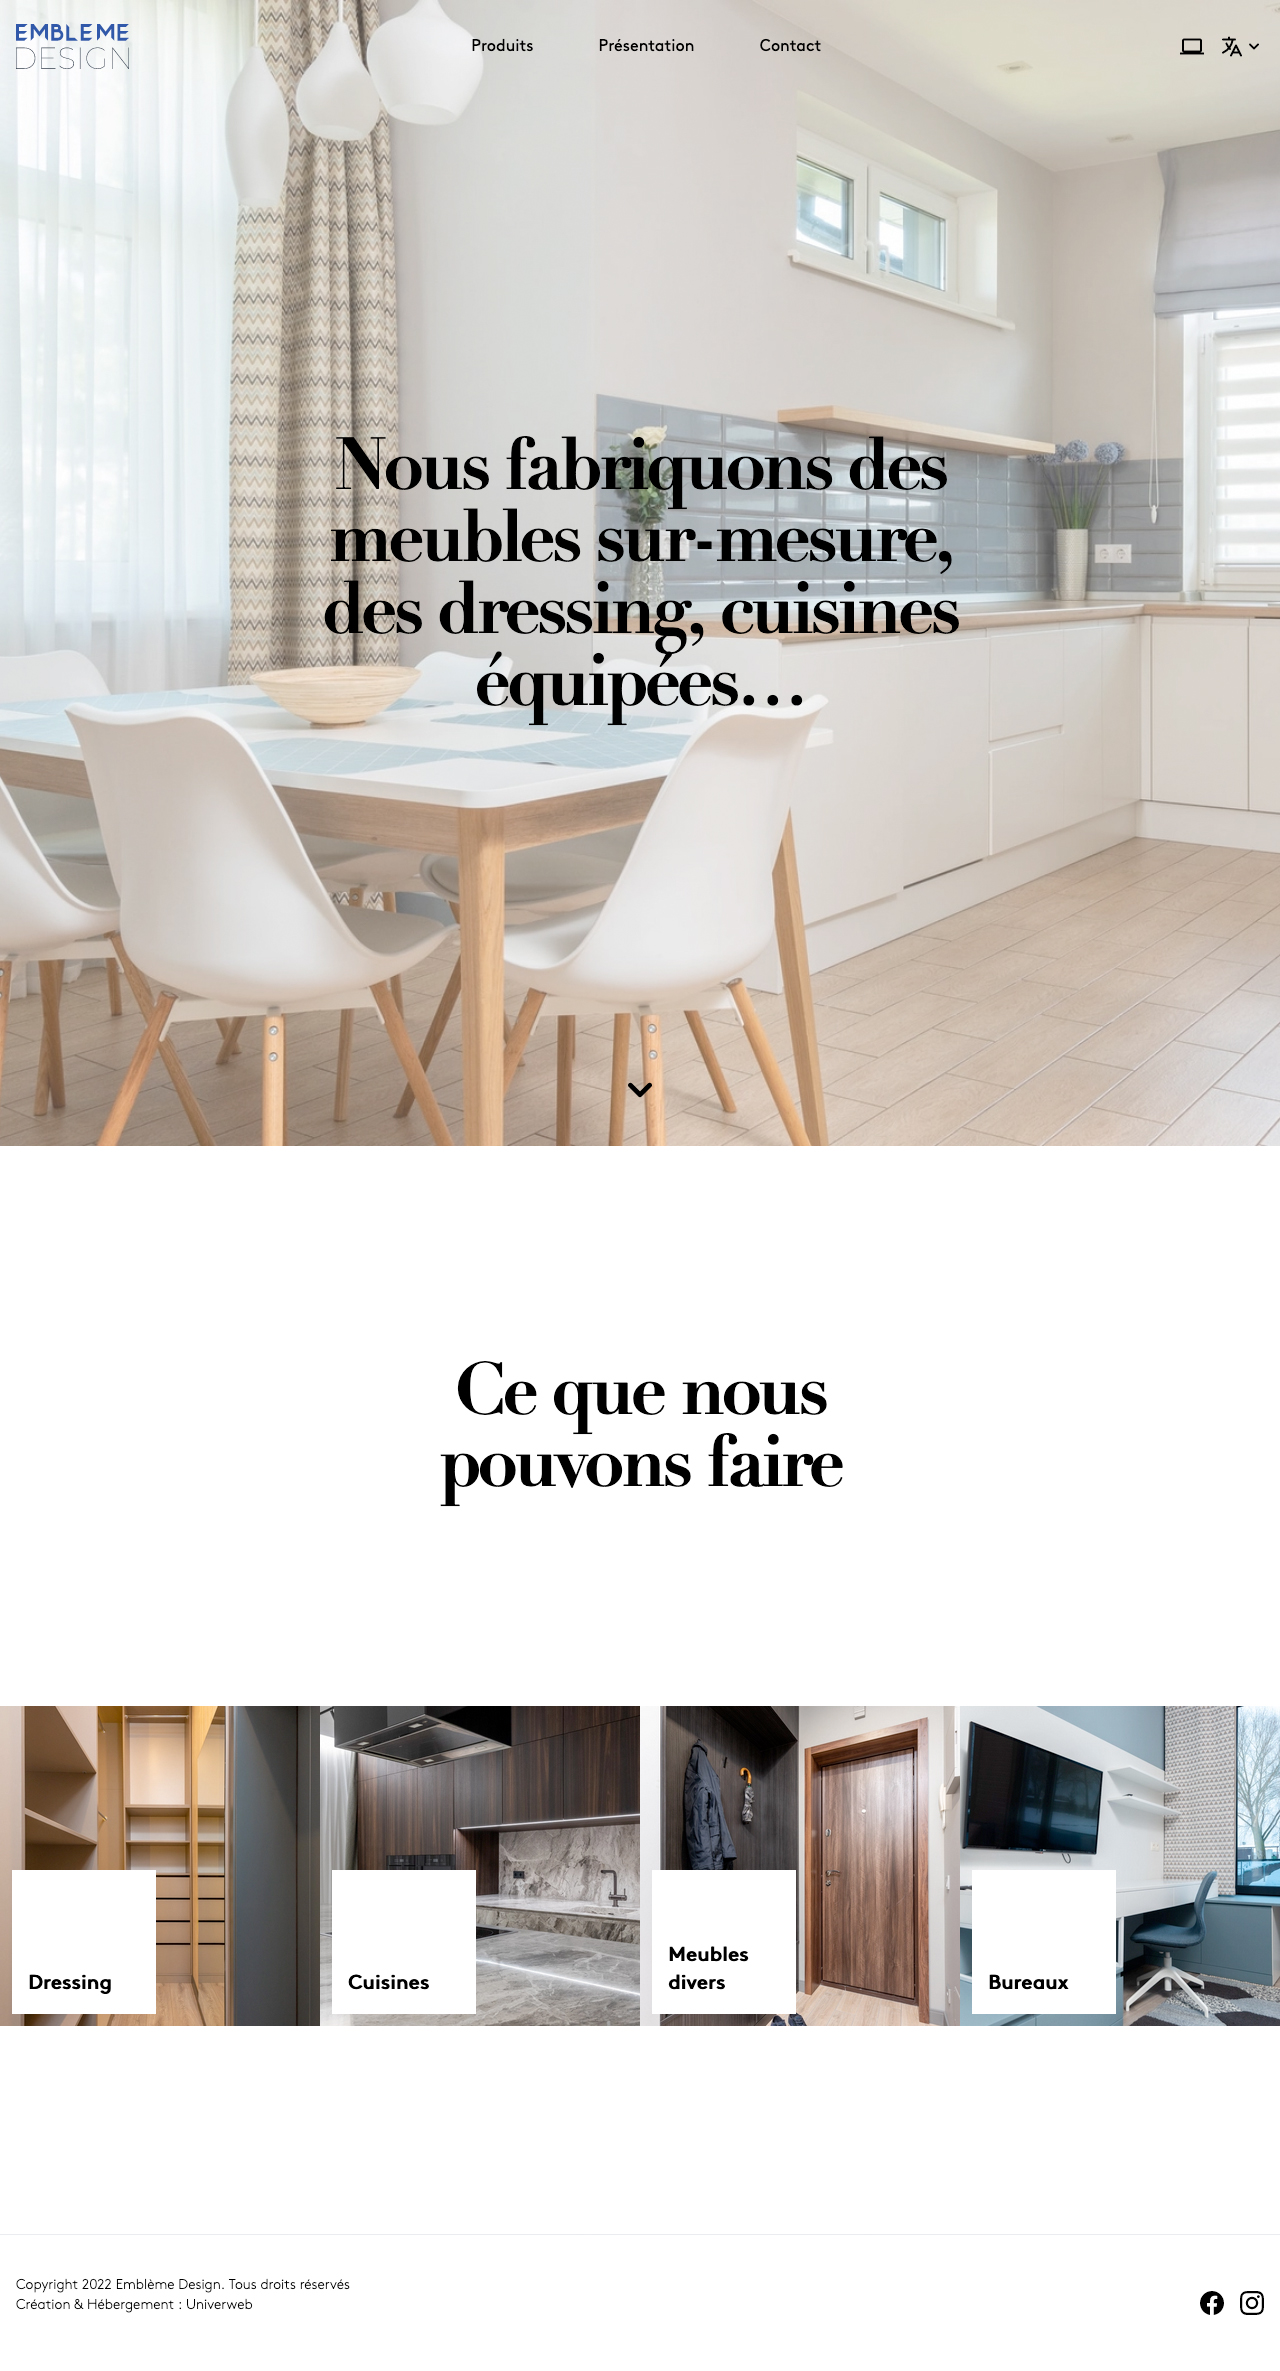 EMBLEME
DESIGN
Produits
Présentation
Contact
Nous fabriquons des
meubles sur-mesure,
des dressing, cuisines
équipées…
Ce que nous
pouvons faire
Dressing
Cuisines
Meubles
divers
Bureaux
Copyright 2022 Emblème Design. Tous droits réservés
Création & Hébergement : Univerweb